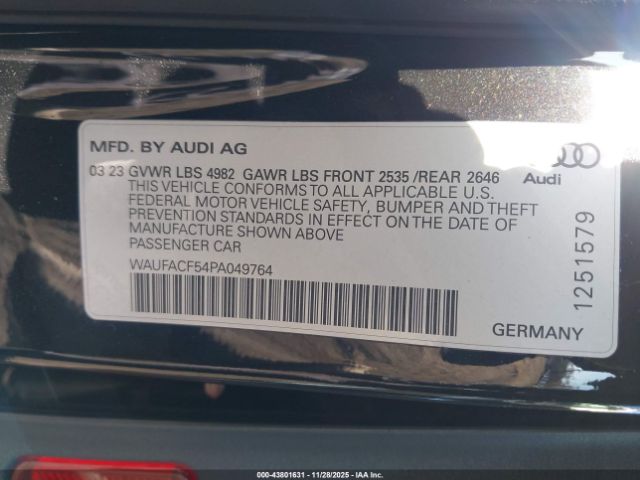 MFD. BY AUDI AG
03 23 GVWR LBS 4982 GAWR LBS FRONT 2535 /REAR 2646
THIS VEHICLE CONFORMS TO ALL APPLICABLE U.S.
FEDERAL MOTOR VEHICLE SAFETY, BUMPER AND THEFT
PREVENTION STANDARDS IN EFFECT ON THE DATE OF
MANUFACTURE SHOWN ABOVE
PASSENGER CAR
WAUFACF54PA049764
Audi
1251579
GERMANY
000-43801631 - 11/28/2025 - COPART.COM